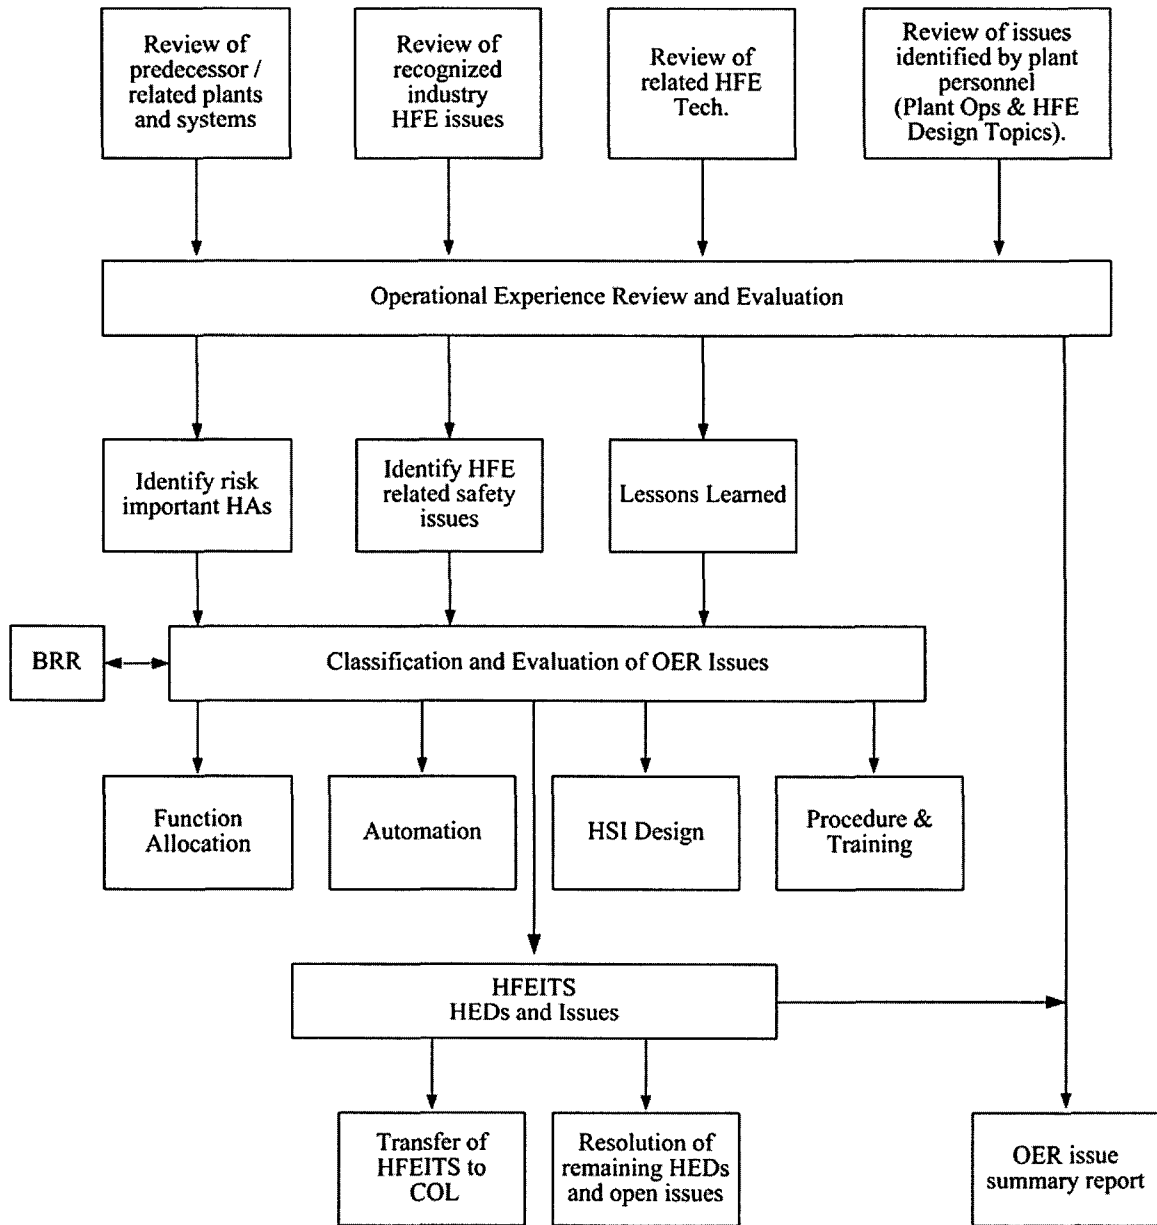 Review of
predecessor /
related plants
and systems
Review of
recognized
industry
HFE issues
Review of
related HFE
Tech.
Review of issues
identified by plant
personnel
(Plant Ops & HFE
Design Topics).
Operational Experience Review and Evaluation
Identify risk
important HAs
Identify HFE
related safety
issues
Lessons Learned
BRR
Classification and Evaluation of OER Issues
Function
Allocation
Automation
HSI Design
Procedure &
Training
HFEITS
HEDs and Issues
Transfer of
HFEITS to
COL
Resolution of
remaining HEDs
and open issues
OER issue
summary report